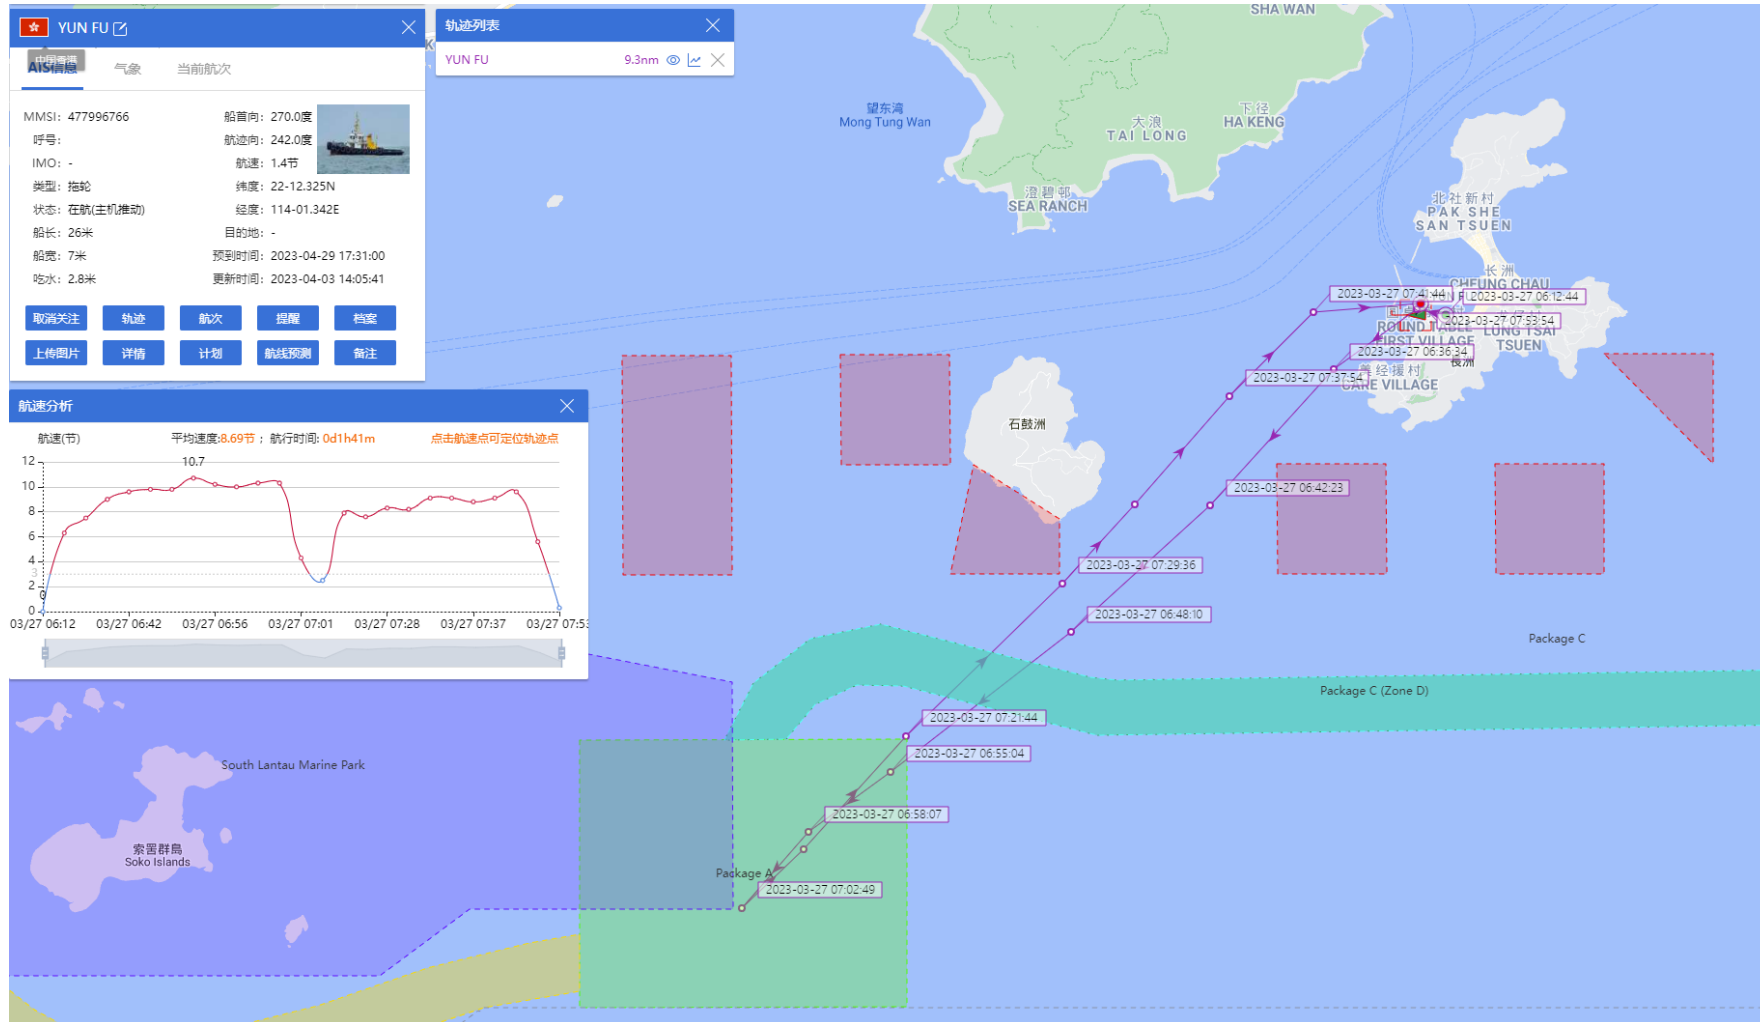 YUN FU
中国香港
AIS信息
气象
当前航次
MMSI: 477996766
船首向: 270.0度
呼号:
航迹向: 242.0度
IMO: -
航速: 1.4节
类型: 拖轮
纬度: 22-12.325N
状态: 在航(主机推动)
经度: 114-01.342E
船长: 26米
目的地: -
船宽: 7米
预到时间: 2023-04-29 17:31:00
吃水: 2.8米
更新时间: 2023-04-03 14:05:41
取消关注
轨迹
航次
提醒
档案
上传图片
详情
计划
航线预测
备注
轨迹列表
YUN FU
9.3nm
航速分析
航速(节)
平均速度:8.69节 ; 航行时间: 0d1h41m
点击航速点可定位轨迹点
10.7
12
10
8
6
4
3
2
0
0
03/27 06:12
03/27 06:42
03/27 06:56
03/27 07:01
03/27 07:28
03/27 07:37
03/27 07:53
SHA WAN
望东湾
Mong Tung Wan
大浪
TAI LONG
下径
HA KENG
澄碧邨
SEA RANCH
北社新村
PAK SHE
SAN TSUEN
长洲
CHEUNG CHAU
2023-03-27 07:41:44
2023-03-27 06:12:44
2023-03-27 07:53:54
ROUND TABLE
FIRST VILLAGE
LUNG TSAI
TSUEN
2023-03-27 06:36:34
2023-03-27 07:37:54
CARE VILLAGE
石鼓洲
2023-03-27 06:42:23
2023-03-27 07:29:36
2023-03-27 06:48:10
Package C
Package C (Zone D)
2023-03-27 07:21:44
2023-03-27 06:55:04
South Lantau Marine Park
2023-03-27 06:58:07
索罟群島
Soko Islands
Package A
2023-03-27 07:02:49